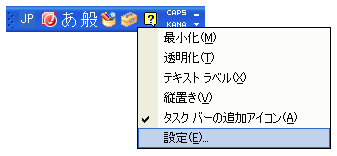 JP あ 般 ? CAPS
KANA
最小化(M)
透明化(T)
テキスト ラベル(X)
縦置き(V)
タスク バーの追加アイコン(A)
設定(E)...